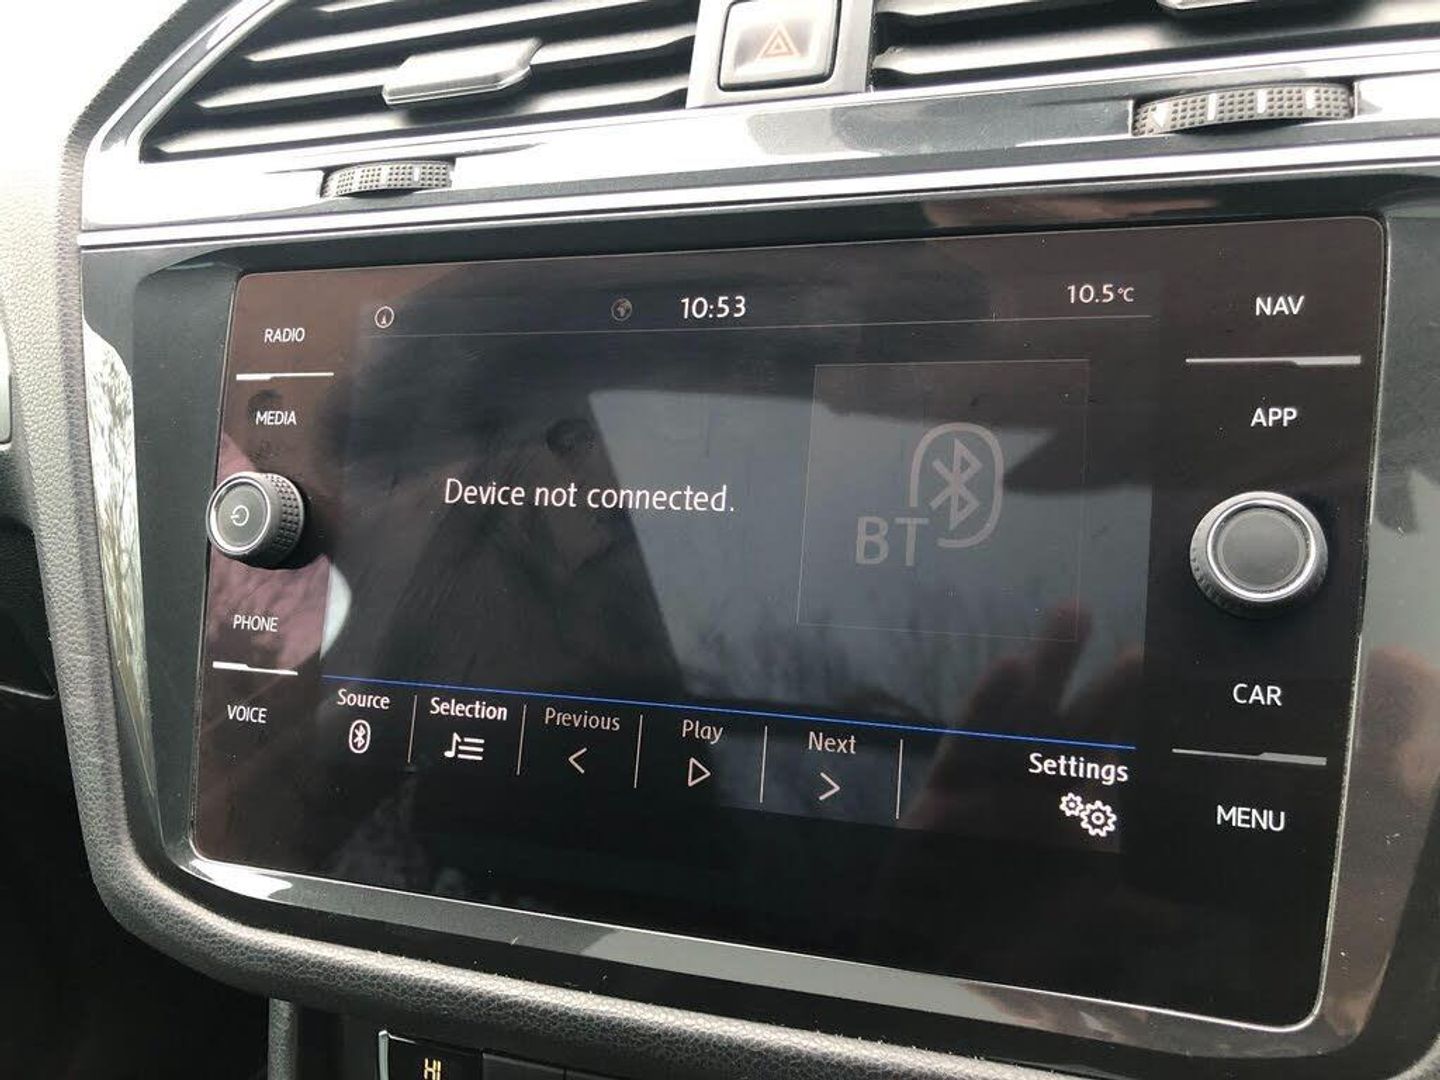 10:53
10.5°C
RADIO
MEDIA
PHONE
VOICE
NAV
APP
CAR
MENU
Device not connected.
BT
Source
Selection
Previous
Play
Next
Settings
HI